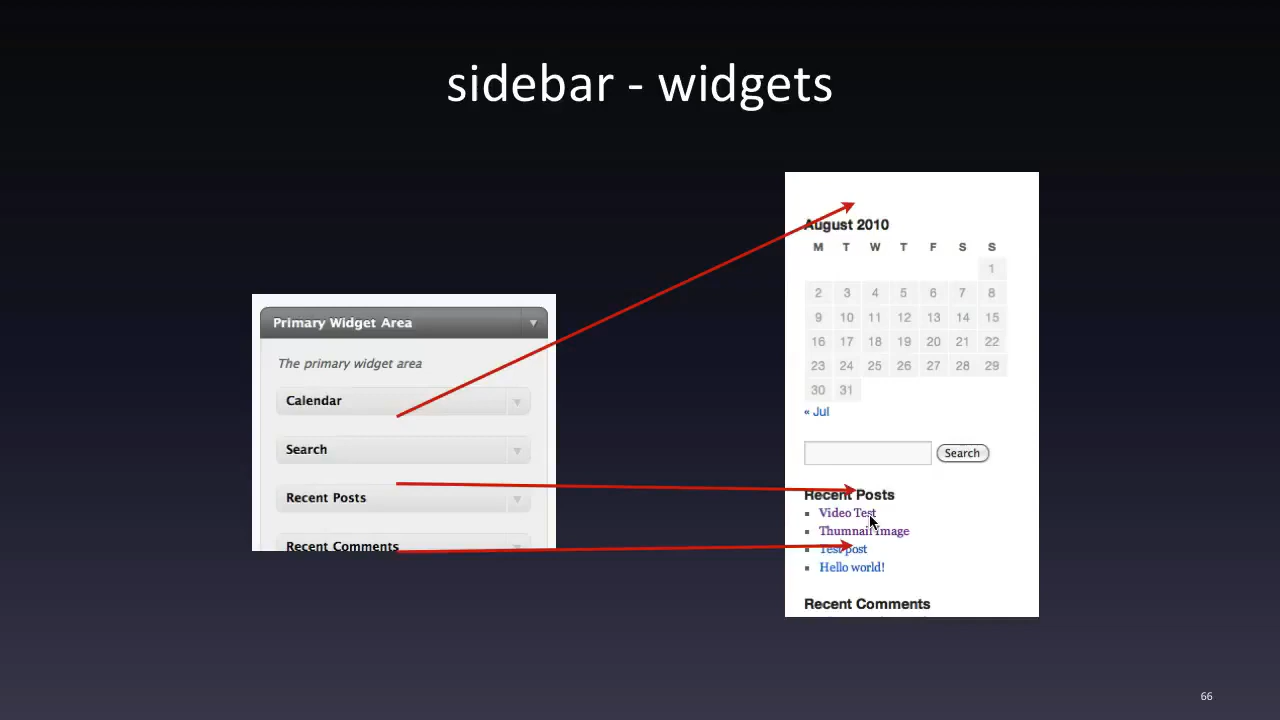 sidebar - widgets
Primary Widget Area
The primary widget area
Calendar
Search
Recent Posts
Recent Comments
August 2010
M T W T F S S
1
2 3 4 5 6 7 8
9 10 11 12 13 14 15
16 17 18 19 20 21 22
23 24 25 26 27 28 29
30 31
« Jul
Search
Recent Posts
Video Test
Thumnail Image
Test post
Hello world!
Recent Comments
66